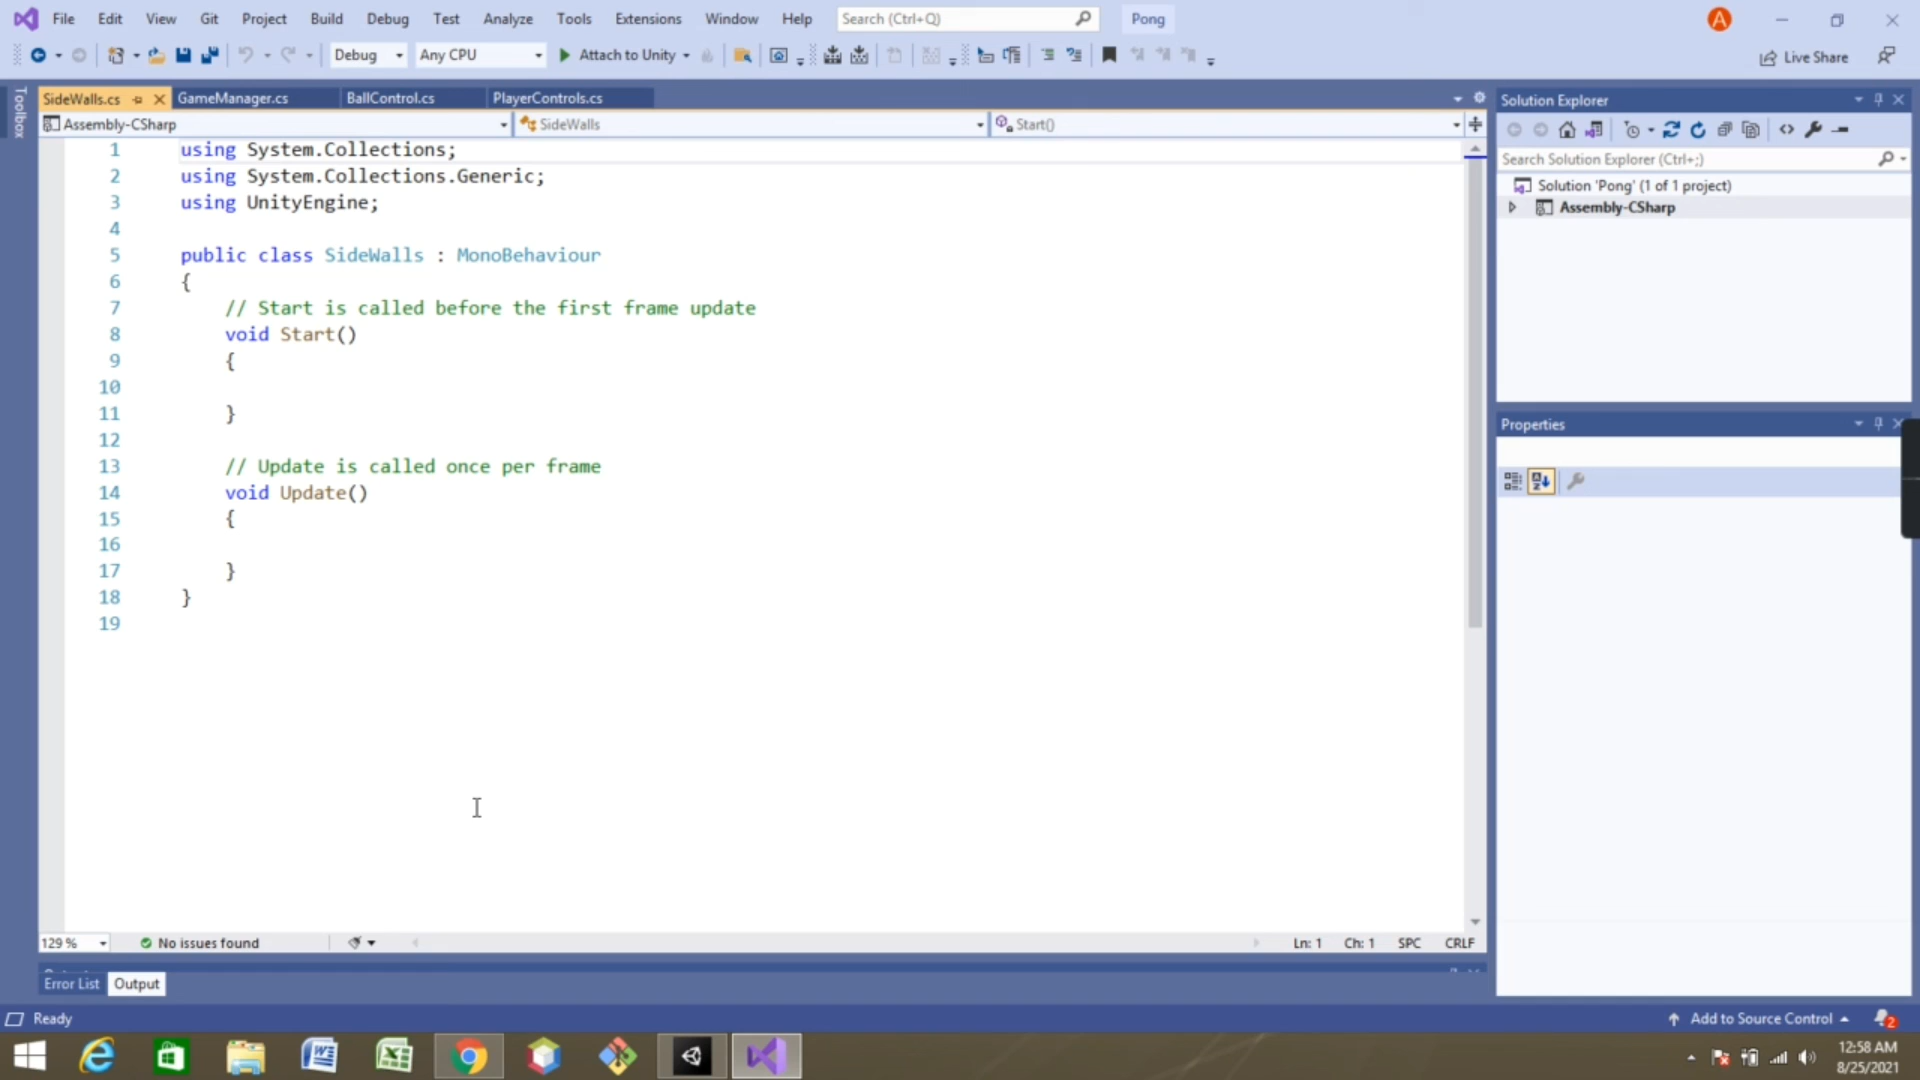 File Edit View Git Project Build Debug Test Analyze Tools Extensions Window Help Search (Ctrl+Q) Pong A
Debug Any CPU Attach to Unity Live Share
Toolbox
SideWalls.cs GameManager.cs BallControl.cs PlayerControls.cs
Assembly-CSharp SideWalls Start()
1 using System.Collections;
2 using System.Collections.Generic;
3 using UnityEngine;
4
5 public class SideWalls : MonoBehaviour
6 {
7 // Start is called before the first frame update
8 void Start()
9 {
10
11 }
12
13 // Update is called once per frame
14 void Update()
15 {
16
17 }
18 }
19
129 % No issues found Ln: 1 Ch: 1 SPC CRLF
Error List Output
Solution Explorer
Search Solution Explorer (Ctrl+;)
Solution 'Pong' (1 of 1 project)
Assembly-CSharp
Properties
Ready Add to Source Control 2
12:58 AM
8/25/2021